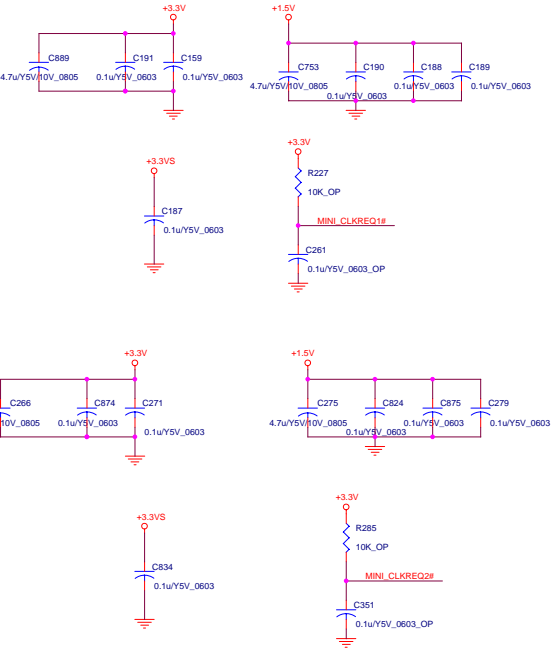 +3.3V
+1.5V
C889
C191
C159
C753
C190
C188
C189
4.7u/Y5V/10V_0805
0.1u/Y5V_0603
0.1u/Y5V_0603
4.7u/Y5V/10V_0805
0.1u/Y5V_0603
0.1u/Y5V_0603
0.1u/Y5V_0603
+3.3V
+3.3VS
R227
10K_OP
C187
MINI_CLKREQ1#
0.1u/Y5V_0603
C261
0.1u/Y5V_0603_OP
+3.3V
+1.5V
C266
C874
C271
C275
C824
C875
C279
10V_0805
0.1u/Y5V_0603
0.1u/Y5V_0603
4.7u/Y5V/10V_0805
0.1u/Y5V_0603
0.1u/Y5V_0603
0.1u/Y5V_0603
+3.3V
+3.3VS
R285
10K_OP
C834
MINI_CLKREQ2#
0.1u/Y5V_0603
C351
0.1u/Y5V_0603_OP